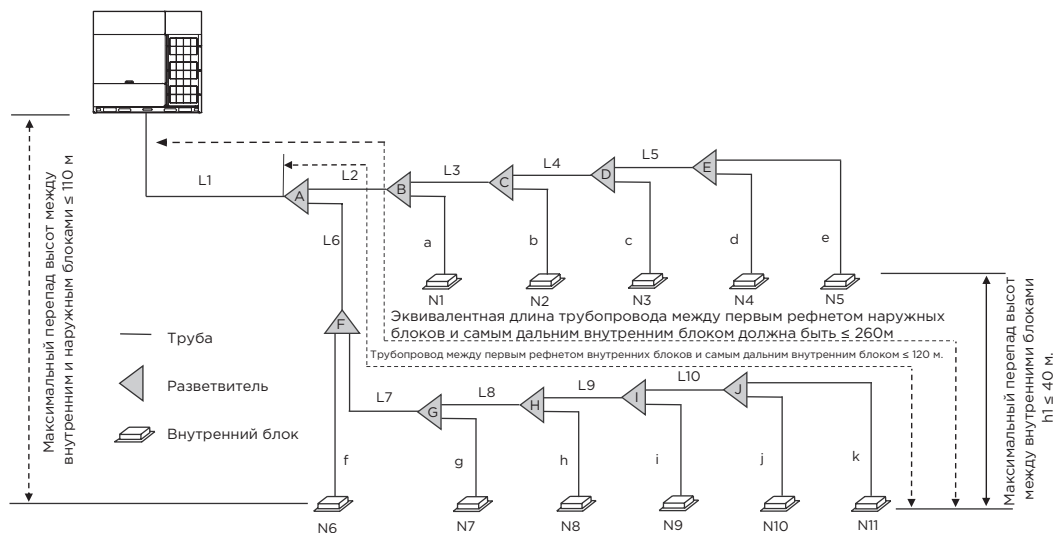 Максимальный перепад высот между
внутренним и наружным блоками ≤ 110 м
L1
A
L2
B
L3
C
L4
D
L5
E
L6
a
b
c
d
e
N1
N2
N3
N4
N5
Эквивалентная длина трубопровода между первым рефнетом наружных
блоков и самым дальним внутренним блоком должна быть ≤ 260м
Трубопровод между первым рефнетом внутренних блоков и самым дальним внутренним блоком ≤ 120 м.
F
Труба
Разветвитель
Внутренний блок
L7
G
L8
H
L9
I
L10
J
f
g
h
i
j
k
N6
N7
N8
N9
N10
N11
Максимальный перепад высот
между внутренними блоками
h1 ≤ 40 м.